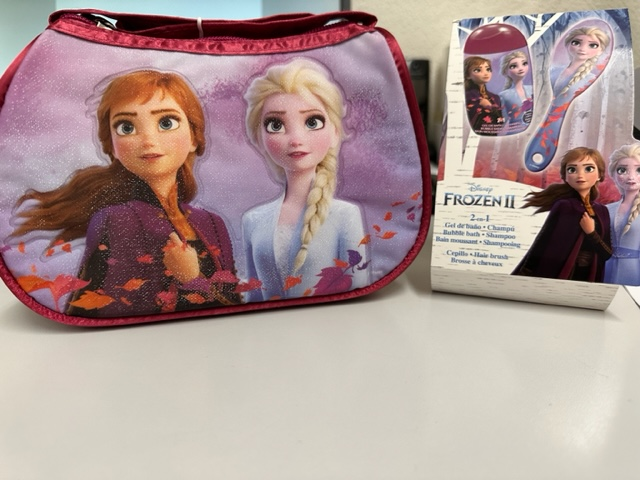 Disney
FROZEN II
2 en 1
Gel de baño • Champú
Bubble bath • Shampoo
Bain moussant • Shampooing
Cepillo • Hair brush
Brosse à cheveux